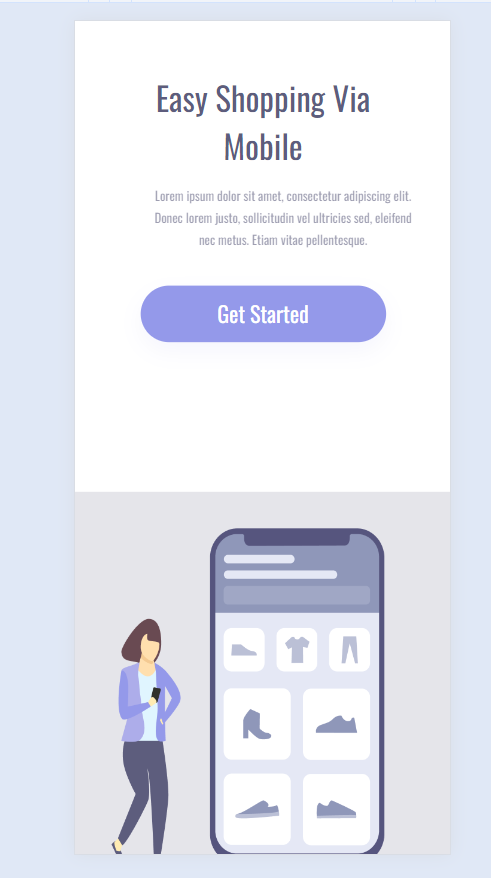 Easy Shopping Via
Mobile
Lorem ipsum dolor sit amet, consectetur adipiscing elit.
Donec lorem justo, sollicitudin vel ultricies sed, eleifend
nec metus. Etiam vitae pellentesque.
Get Started